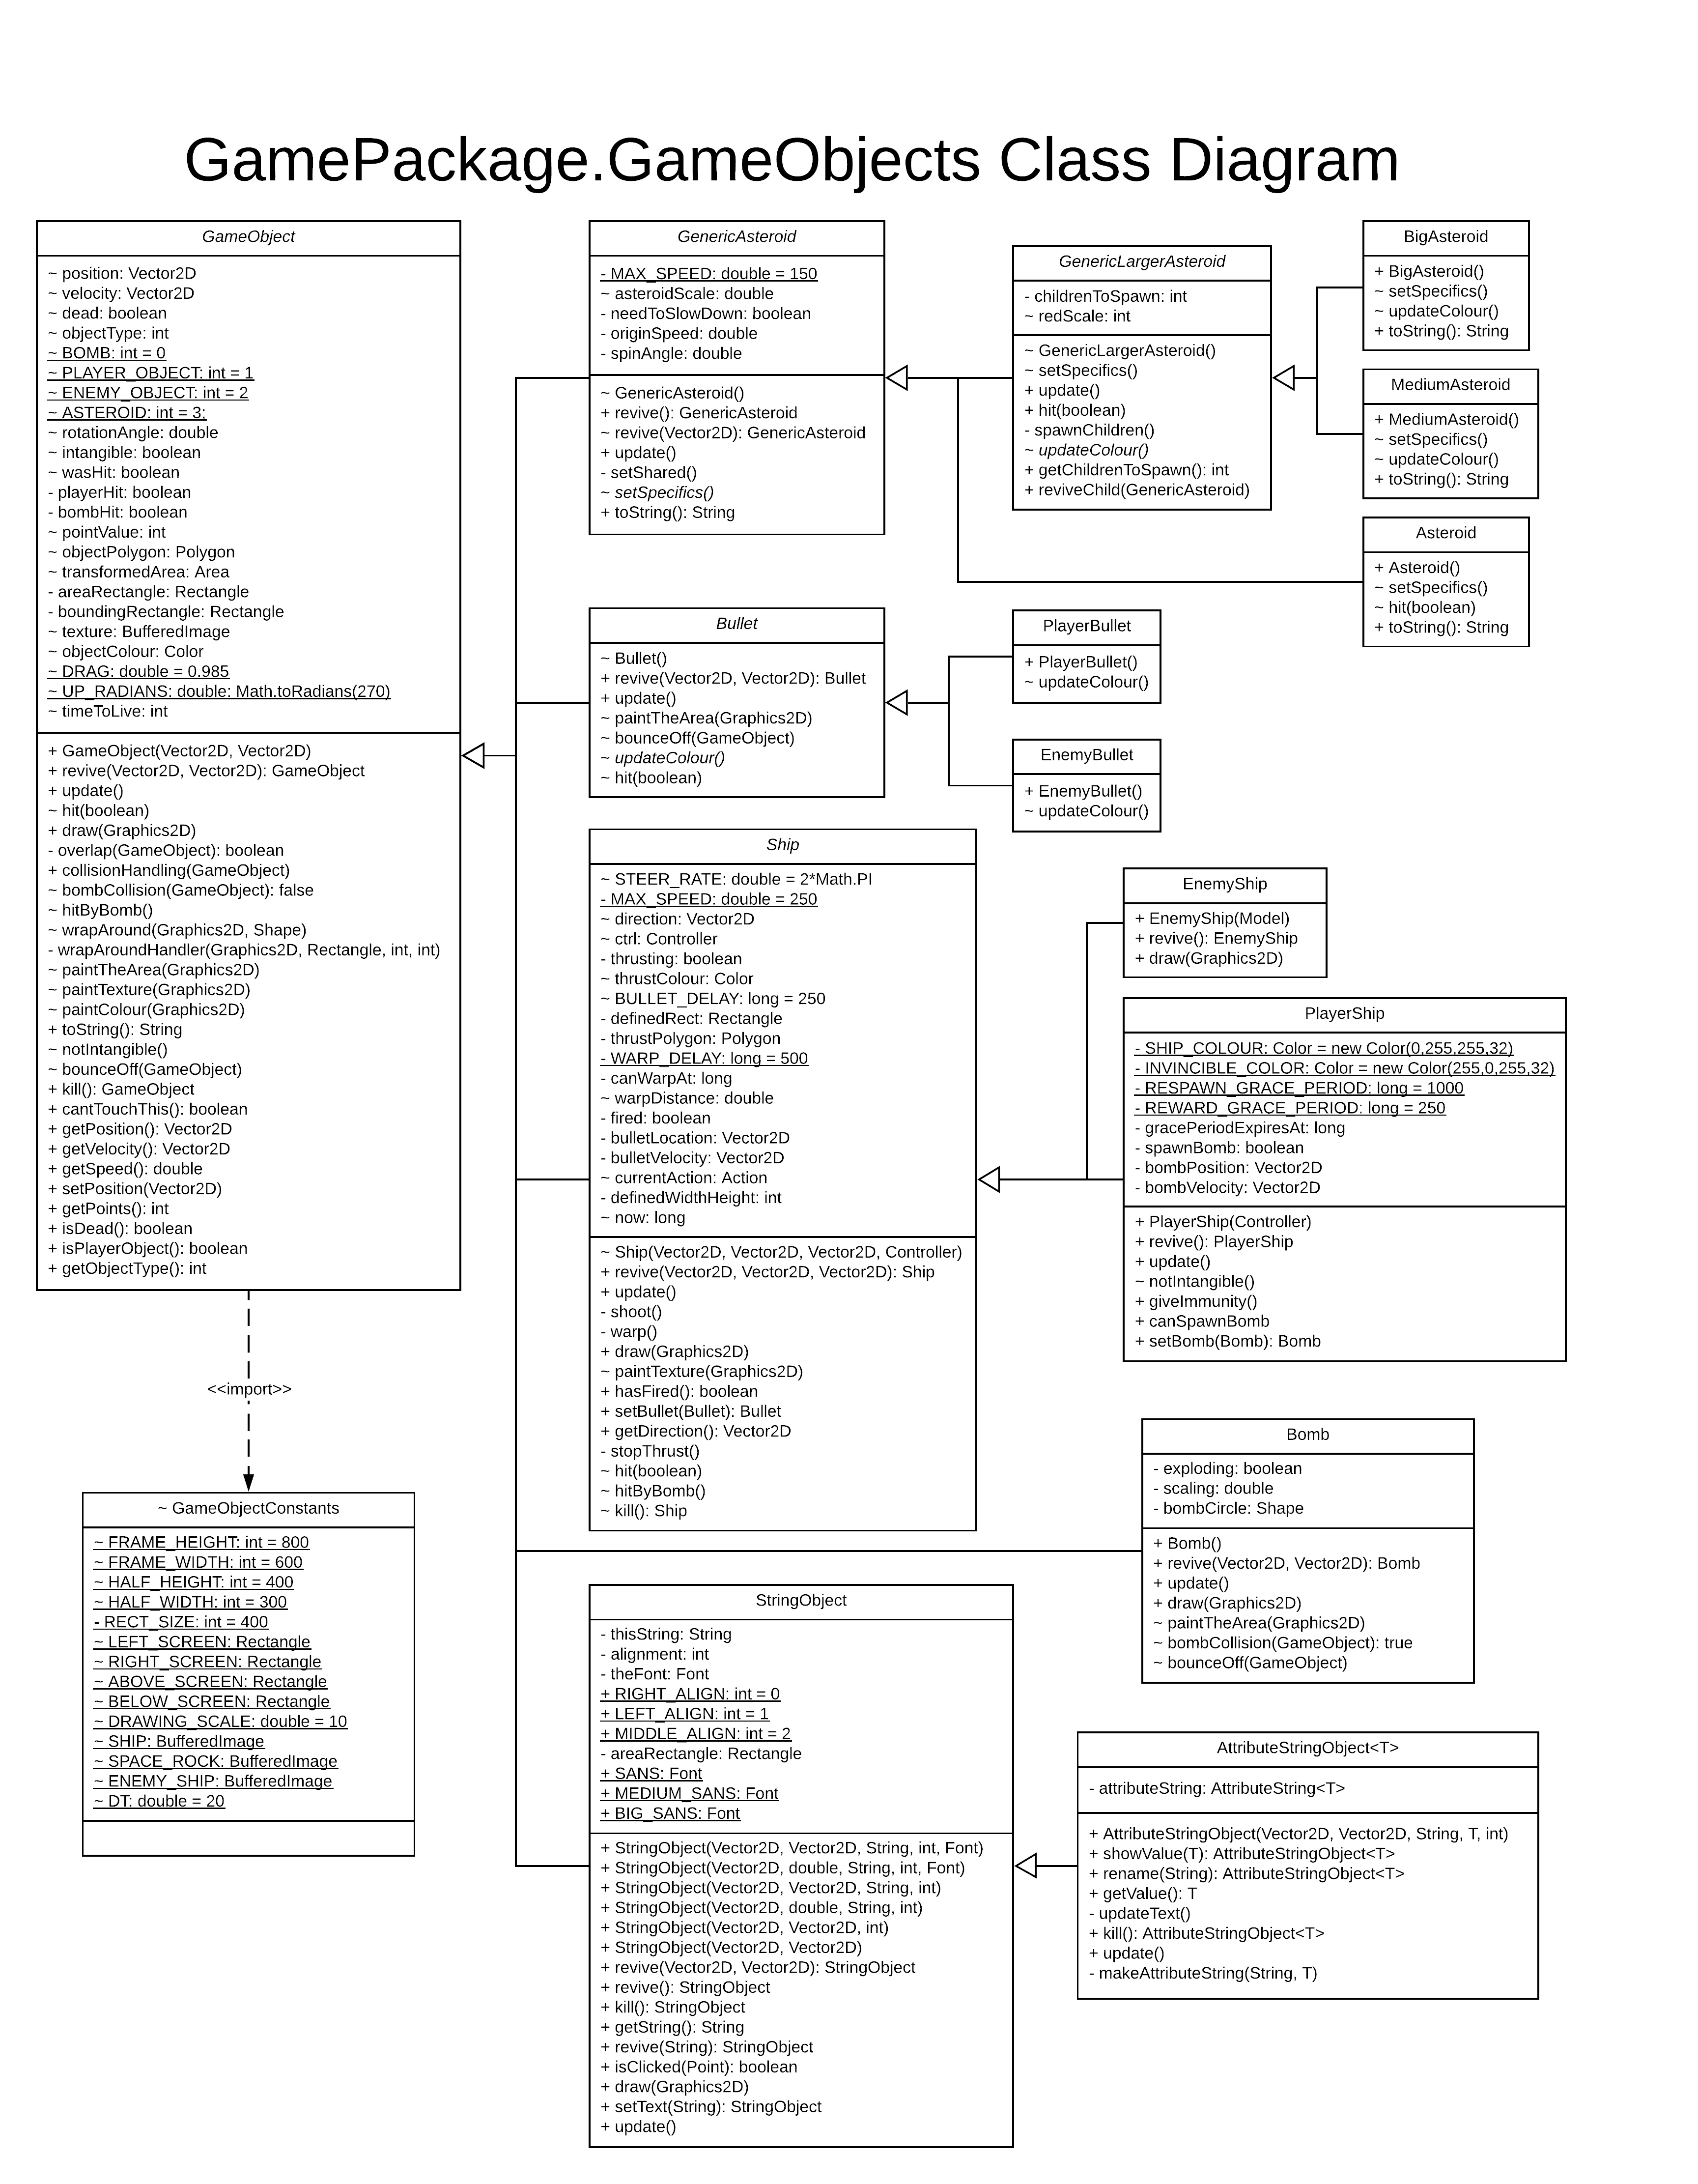 GamePackage.GameObjects Class Diagram
GameObject
~ position: Vector2D
~ velocity: Vector2D
~ dead: boolean
~ objectType: int
~ BOMB: int = 0
~ PLAYER_OBJECT: int = 1
~ ENEMY_OBJECT: int = 2
~ ASTEROID: int = 3;
~ rotationAngle: double
~ intangible: boolean
~ wasHit: boolean
- playerHit: boolean
- bombHit: boolean
~ pointValue: int
~ objectPolygon: Polygon
~ transformedArea: Area
- areaRectangle: Rectangle
- boundingRectangle: Rectangle
~ texture: BufferedImage
~ objectColour: Color
~ DRAG: double = 0.985
~ UP_RADIANS: double: Math.toRadians(270)
~ timeToLive: int
+ GameObject(Vector2D, Vector2D)
+ revive(Vector2D, Vector2D): GameObject
+ update()
~ hit(boolean)
+ draw(Graphics2D)
- overlap(GameObject): boolean
+ collisionHandling(GameObject)
~ bombCollision(GameObject): false
~ hitByBomb()
~ wrapAround(Graphics2D, Shape)
- wrapAroundHandler(Graphics2D, Rectangle, int, int)
~ paintTheArea(Graphics2D)
~ paintTexture(Graphics2D)
~ paintColour(Graphics2D)
+ toString(): String
~ notIntangible()
~ bounceOff(GameObject)
+ kill(): GameObject
+ cantTouchThis(): boolean
+ getPosition(): Vector2D
+ getVelocity(): Vector2D
+ getSpeed(): double
+ setPosition(Vector2D)
+ getPoints(): int
+ isDead(): boolean
+ isPlayerObject(): boolean
+ getObjectType(): int
<<import>>
~ GameObjectConstants
~ FRAME_HEIGHT: int = 800
~ FRAME_WIDTH: int = 600
~ HALF_HEIGHT: int = 400
~ HALF_WIDTH: int = 300
- RECT_SIZE: int = 400
~ LEFT_SCREEN: Rectangle
~ RIGHT_SCREEN: Rectangle
~ ABOVE_SCREEN: Rectangle
~ BELOW_SCREEN: Rectangle
~ DRAWING_SCALE: double = 10
~ SHIP: BufferedImage
~ SPACE_ROCK: BufferedImage
~ ENEMY_SHIP: BufferedImage
~ DT: double = 20
GenericAsteroid
- MAX_SPEED: double = 150
~ asteroidScale: double
- needToSlowDown: boolean
- originSpeed: double
- spinAngle: double
~ GenericAsteroid()
+ revive(): GenericAsteroid
~ revive(Vector2D): GenericAsteroid
+ update()
- setShared()
~ setSpecifics()
+ toString(): String
GenericLargerAsteroid
- childrenToSpawn: int
~ redScale: int
~ GenericLargerAsteroid()
~ setSpecifics()
+ update()
+ hit(boolean)
- spawnChildren()
~ updateColour()
+ getChildrenToSpawn(): int
+ reviveChild(GenericAsteroid)
BigAsteroid
+ BigAsteroid()
~ setSpecifics()
~ updateColour()
+ toString(): String
MediumAsteroid
+ MediumAsteroid()
~ setSpecifics()
~ updateColour()
+ toString(): String
Asteroid
+ Asteroid()
~ setSpecifics()
~ hit(boolean)
+ toString(): String
Bullet
~ Bullet()
+ revive(Vector2D, Vector2D): Bullet
+ update()
~ paintTheArea(Graphics2D)
~ bounceOff(GameObject)
~ updateColour()
~ hit(boolean)
PlayerBullet
+ PlayerBullet()
~ updateColour()
EnemyBullet
+ EnemyBullet()
~ updateColour()
Ship
~ STEER_RATE: double = 2*Math.PI
- MAX_SPEED: double = 250
~ direction: Vector2D
~ ctrl: Controller
- thrusting: boolean
~ thrustColour: Color
~ BULLET_DELAY: long = 250
- definedRect: Rectangle
- thrustPolygon: Polygon
- WARP_DELAY: long = 500
- canWarpAt: long
~ warpDistance: double
- fired: boolean
- bulletLocation: Vector2D
- bulletVelocity: Vector2D
~ currentAction: Action
- definedWidthHeight: int
~ now: long
~ Ship(Vector2D, Vector2D, Vector2D, Controller)
+ revive(Vector2D, Vector2D, Vector2D): Ship
+ update()
- shoot()
- warp()
+ draw(Graphics2D)
~ paintTexture(Graphics2D)
+ hasFired(): boolean
+ setBullet(Bullet): Bullet
+ getDirection(): Vector2D
- stopThrust()
~ hit(boolean)
~ hitByBomb()
~ kill(): Ship
EnemyShip
+ EnemyShip(Model)
+ revive(): EnemyShip
+ draw(Graphics2D)
PlayerShip
- SHIP_COLOUR: Color = new Color(0,255,255,32)
- INVINCIBLE_COLOR: Color = new Color(255,0,255,32)
- RESPAWN_GRACE_PERIOD: long = 1000
- REWARD_GRACE_PERIOD: long = 250
- gracePeriodExpiresAt: long
- spawnBomb: boolean
- bombPosition: Vector2D
- bombVelocity: Vector2D
+ PlayerShip(Controller)
+ revive(): PlayerShip
+ update()
~ notIntangible()
+ giveImmunity()
+ canSpawnBomb
+ setBomb(Bomb): Bomb
Bomb
- exploding: boolean
- scaling: double
- bombCircle: Shape
+ Bomb()
+ revive(Vector2D, Vector2D): Bomb
+ update()
+ draw(Graphics2D)
~ paintTheArea(Graphics2D)
~ bombCollision(GameObject): true
~ bounceOff(GameObject)
StringObject
- thisString: String
- alignment: int
- theFont: Font
+ RIGHT_ALIGN: int = 0
+ LEFT_ALIGN: int = 1
+ MIDDLE_ALIGN: int = 2
- areaRectangle: Rectangle
+ SANS: Font
+ MEDIUM_SANS: Font
+ BIG_SANS: Font
+ StringObject(Vector2D, Vector2D, String, int, Font)
+ StringObject(Vector2D, double, String, int, Font)
+ StringObject(Vector2D, Vector2D, String, int)
+ StringObject(Vector2D, double, String, int)
+ StringObject(Vector2D, Vector2D, int)
+ StringObject(Vector2D, Vector2D)
+ revive(Vector2D, Vector2D): StringObject
+ revive(): StringObject
+ kill(): StringObject
+ getString(): String
+ revive(String): StringObject
+ isClicked(Point): boolean
+ draw(Graphics2D)
+ setText(String): StringObject
+ update()
AttributeStringObject<T>
- attributeString: AttributeString<T>
+ AttributeStringObject(Vector2D, Vector2D, String, T, int)
+ showValue(T): AttributeStringObject<T>
+ rename(String): AttributeStringObject<T>
+ getValue(): T
- updateText()
+ kill(): AttributeStringObject<T>
+ update()
- makeAttributeString(String, T)